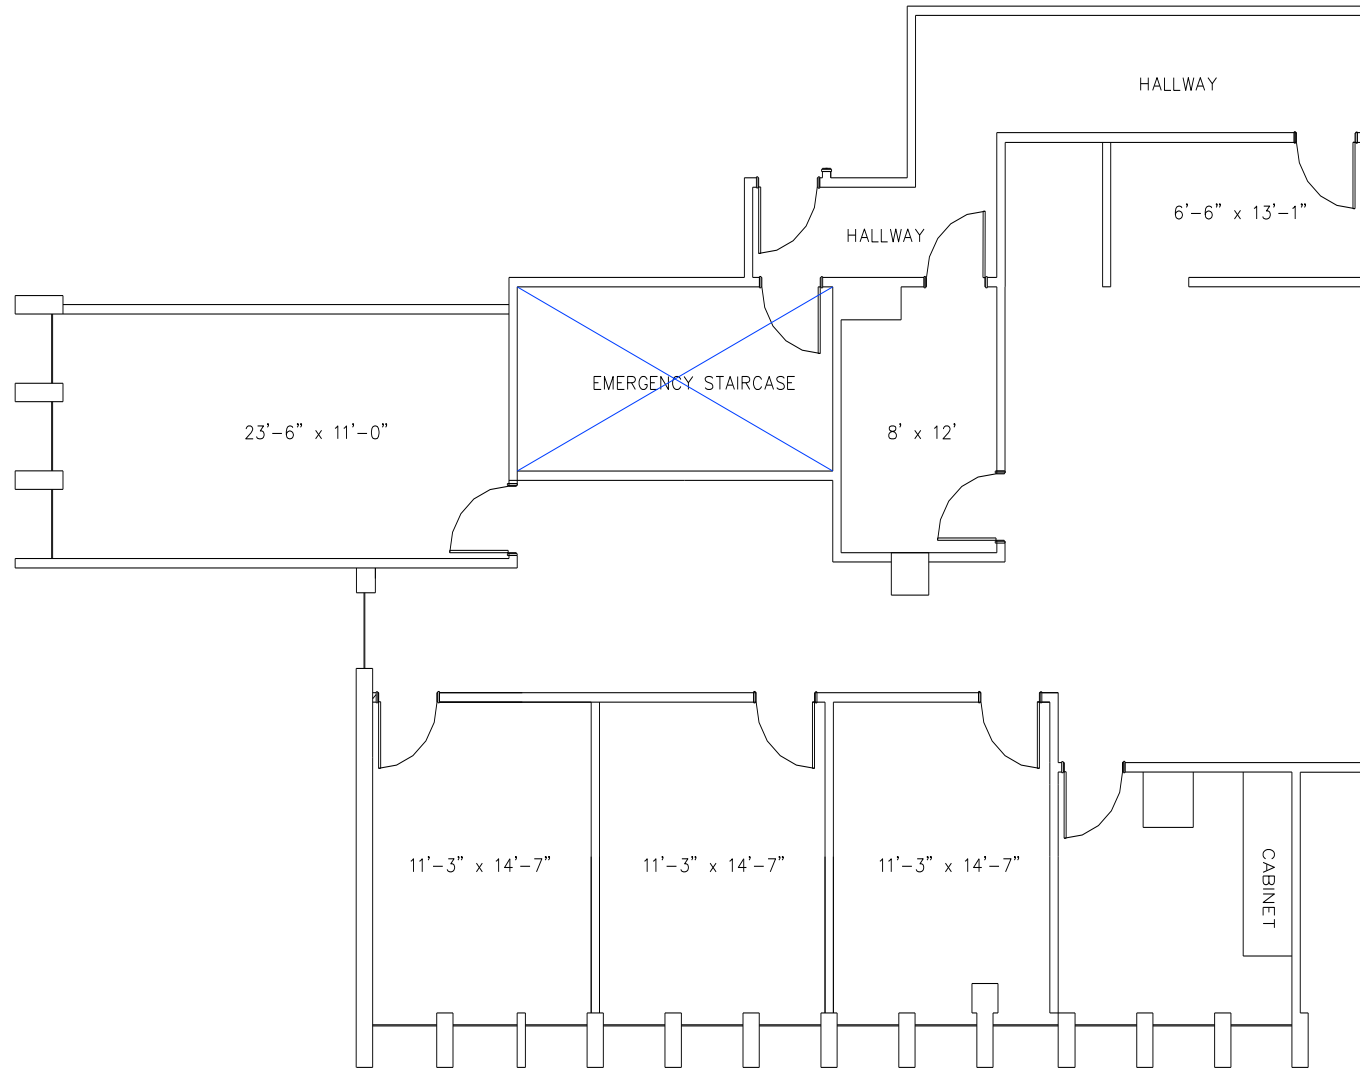 HALLWAY
6'-6" x 13'-1"
HALLWAY
EMERGENCY STAIRCASE
23'-6" x 11'-0"
8' x 12'
11'-3" x 14'-7"
11'-3" x 14'-7"
11'-3" x 14'-7"
CABINET